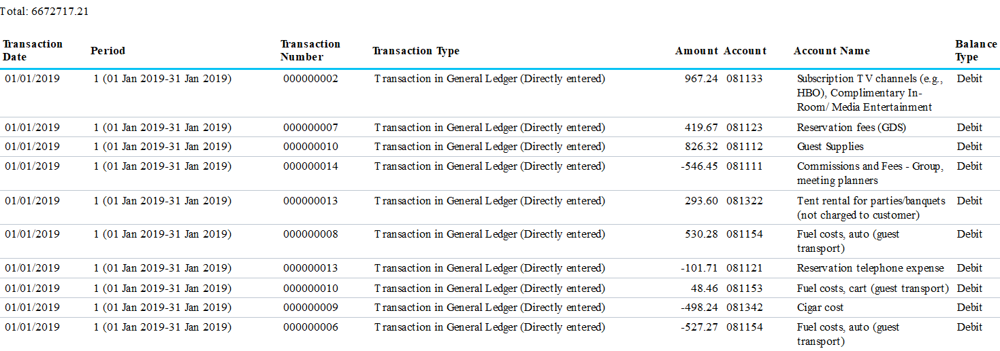 Total: 6672717.21
Transaction Date Period Transaction Number Transaction Type Amount Account Account Name Balance Type
01/01/2019 1 (01 Jan 2019-31 Jan 2019) 000000002 Transaction in General Ledger (Directly entered) 967.24 081133 Subscription TV channels (e.g., Debit
HBO), Complimentary In-
Room/ Media Entertainment
01/01/2019 1 (01 Jan 2019-31 Jan 2019) 000000007 Transaction in General Ledger (Directly entered) 419.67 081123 Reservation fees (GDS) Debit
01/01/2019 1 (01 Jan 2019-31 Jan 2019) 000000010 Transaction in General Ledger (Directly entered) 826.32 081112 Guest Supplies Debit
01/01/2019 1 (01 Jan 2019-31 Jan 2019) 000000014 Transaction in General Ledger (Directly entered) -546.45 081111 Commissions and Fees - Group, Debit
meeting planners
01/01/2019 1 (01 Jan 2019-31 Jan 2019) 000000013 Transaction in General Ledger (Directly entered) 293.60 081322 Tent rental for parties/banquets Debit
(not charged to customer)
01/01/2019 1 (01 Jan 2019-31 Jan 2019) 000000008 Transaction in General Ledger (Directly entered) 530.28 081154 Fuel costs, auto (guest Debit
transport)
01/01/2019 1 (01 Jan 2019-31 Jan 2019) 000000013 Transaction in General Ledger (Directly entered) -101.71 081121 Reservation telephone expense Debit
01/01/2019 1 (01 Jan 2019-31 Jan 2019) 000000010 Transaction in General Ledger (Directly entered) 48.46 081153 Fuel costs, cart (guest transport) Debit
01/01/2019 1 (01 Jan 2019-31 Jan 2019) 000000009 Transaction in General Ledger (Directly entered) -498.24 081342 Cigar cost Debit
01/01/2019 1 (01 Jan 2019-31 Jan 2019) 000000006 Transaction in General Ledger (Directly entered) -527.27 081154 Fuel costs, auto (guest Debit
transport)